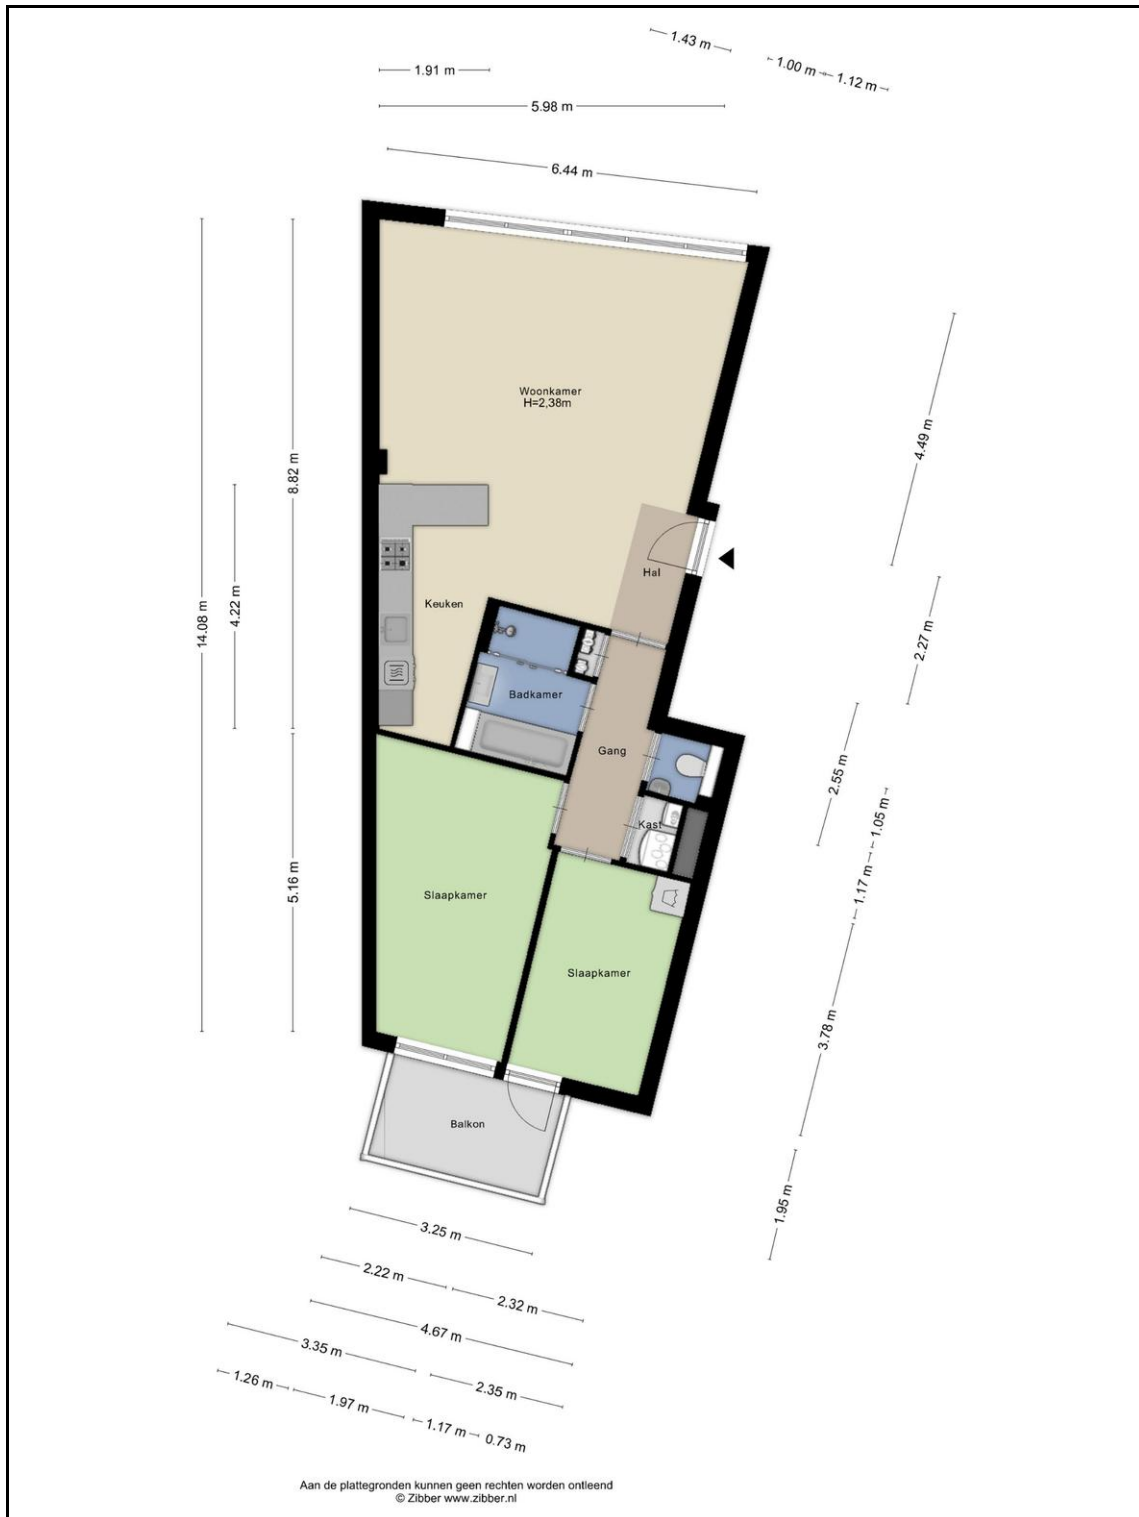 1.43 m
1.00 m
1.12 m
1.91 m
5.98 m
6.44 m
Woonkamer
H=2,38m
4.49 m
8.82 m
14.08 m
4.22 m
Hal
Keuken
2.27 m
Badkamer
Gang
2.55 m
1.05 m
Kast
1.17 m
5.16 m
Slaapkamer
Slaapkamer
3.78 m
Balkon
1.95 m
3.25 m
2.22 m
2.32 m
4.67 m
3.35 m
2.35 m
1.26 m
1.97 m
1.17 m
0.73 m
Aan de plattegronden kunnen geen rechten worden ontleend
© Zibber www.zibber.nl